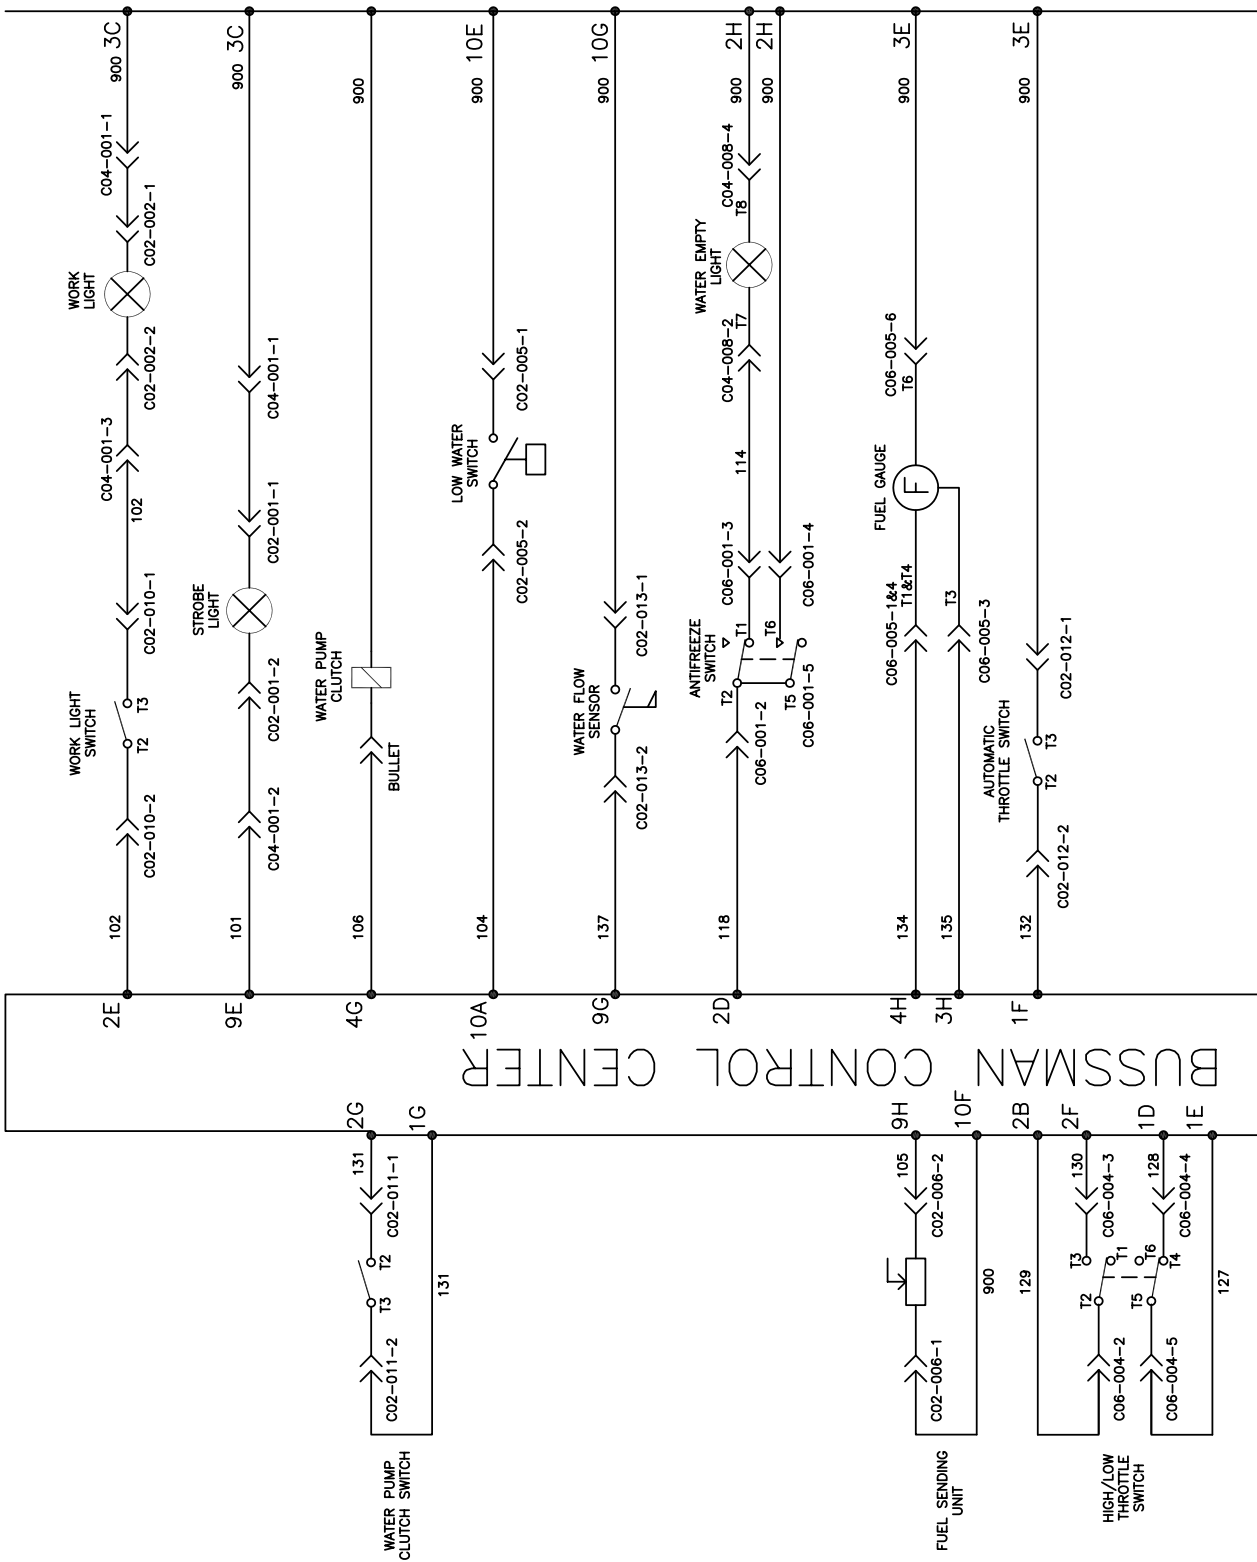 3C
900
C04-001-1
C02-002-1
WORK
LIGHT
C02-002-2
C04-001-3
102
C02-010-1
WORK LIGHT
SWITCH
T3
T2
C02-010-2
102
2E
3C
900
C04-001-1
C02-001-1
STROBE
LIGHT
C02-001-2
C04-001-2
101
9E
900
WATER PUMP
CLUTCH
BULLET
106
4G
10E
900
C02-005-1
LOW WATER
SWITCH
C02-005-2
104
10A
10G
900
C02-013-1
WATER FLOW
SENSOR
C02-013-2
137
9G
2H
2H
900
900
C04-008-4
T8
WATER EMPTY
LIGHT
T7
C04-008-2
114
C06-001-3
C06-001-4
ANTIFREEZE
SWITCH
T1
T6
T2
T5
C06-001-5
C06-001-2
118
2D
3E
900
C06-005-6
T6
FUEL GAUGE
F
C06-005-1&4
T1&T4
T3
C06-005-3
134
135
4H
3H
3E
900
C02-012-1
AUTOMATIC
THROTTLE SWITCH
T3
T2
C02-012-2
132
1F
BUSSMAN CONTROL CENTER
2G
1G
131
C02-011-1
T2
T3
131
C02-011-2
WATER PUMP
CLUTCH SWITCH
9H
10F
105
C02-006-2
900
C02-006-1
FUEL SENDING
UNIT
2B
2F
1D
1E
130
C06-004-3
128
C06-004-4
129
T3
T1
T6
T4
T2
T5
127
C06-004-2
C06-004-5
HIGH/LOW
THROTTLE
SWITCH